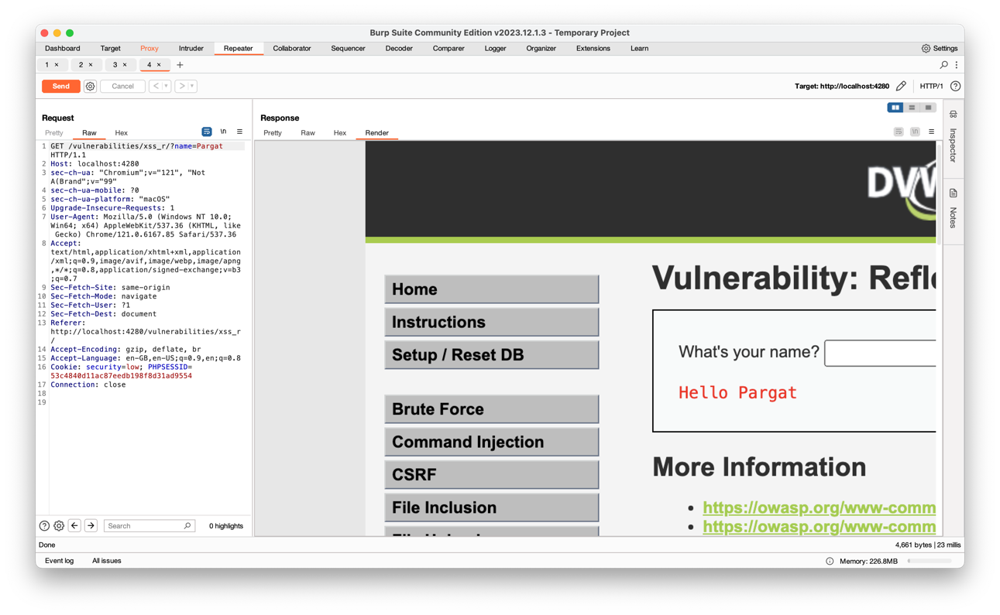 Burp Suite Community Edition v2023.12.1.3 - Temporary Project
Dashboard Target Proxy Intruder Repeater Collaborator Sequencer Decoder Comparer Logger Organizer Extensions Learn Settings
1 × 2 × 3 × 4 × +
Send Cancel < > Target: http://localhost:4280 HTTP/1 ?
Request
Pretty Raw Hex \n
1 GET /vulnerabilities/xss_r/?name=Pargat
HTTP/1.1
2 Host: localhost:4280
3 sec-ch-ua: "Chromium";v="121", "Not
A(Brand";v="99"
4 sec-ch-ua-mobile: ?0
5 sec-ch-ua-platform: "macOS"
6 Upgrade-Insecure-Requests: 1
7 User-Agent: Mozilla/5.0 (Windows NT 10.0;
Win64; x64) AppleWebKit/537.36 (KHTML, like
Gecko) Chrome/121.0.6167.85 Safari/537.36
8 Accept:
text/html,application/xhtml+xml,application
/xml;q=0.9,image/avif,image/webp,image/apng
,*/*;q=0.8,application/signed-exchange;v=b3
;q=0.7
9 Sec-Fetch-Site: same-origin
10 Sec-Fetch-Mode: navigate
11 Sec-Fetch-User: ?1
12 Sec-Fetch-Dest: document
13 Referer:
http://localhost:4280/vulnerabilities/xss_r
/
14 Accept-Encoding: gzip, deflate, br
15 Accept-Language: en-GB,en-US;q=0.9,en;q=0.8
16 Cookie: security=low; PHPSESSID=
53c4840d11ac87eedb198f8d31ad9554
17 Connection: close
18
19
? Search 0 highlights
Response
Pretty Raw Hex Render \n
DVW
Home
Instructions
Setup / Reset DB
Brute Force
Command Injection
CSRF
File Inclusion
Vulnerability: Refle
What's your name?
Hello Pargat
More Information
https://owasp.org/www-comm
https://owasp.org/www-comm
Inspector
Notes
Done 4,661 bytes | 23 millis
Event log All issues Memory: 226.8MB